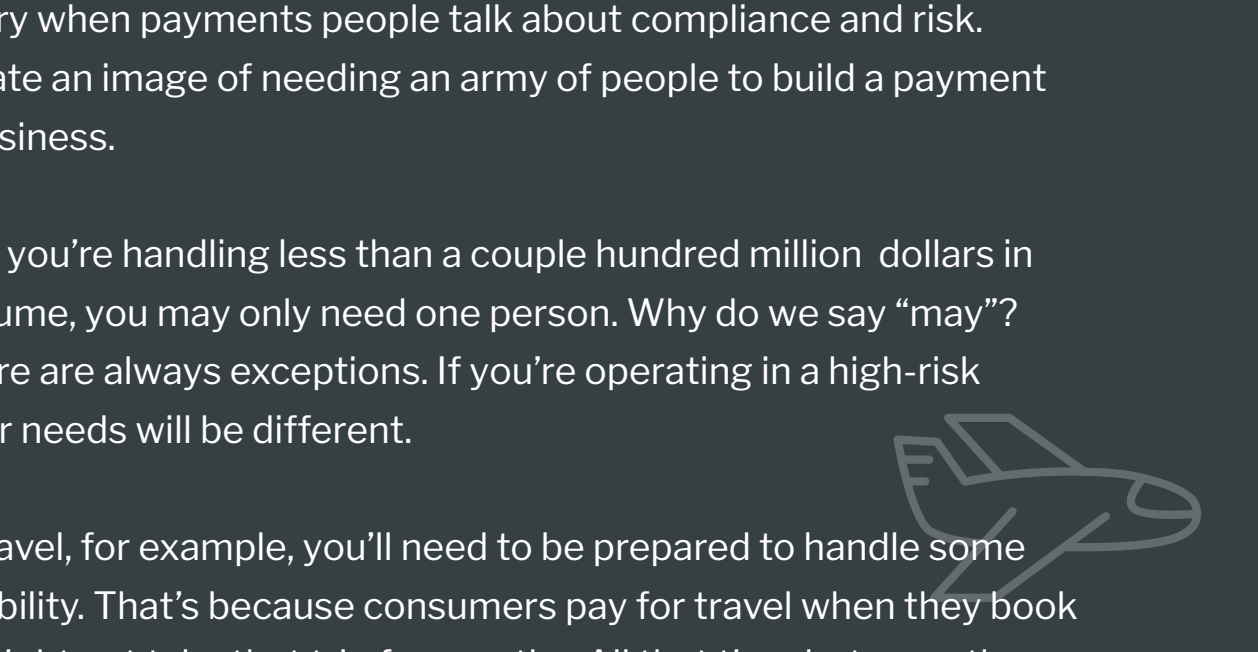 ry when payments people talk about compliance and risk.
ate an image of needing an army of people to build a payment
siness.
you’re handling less than a couple hundred million  dollars in
ume, you may only need one person. Why do we say “may”?
re are always exceptions. If you’re operating in a high-risk
r needs will be different.
avel, for example, you’ll need to be prepared to handle some
bility. That’s because consumers pay for travel when they book